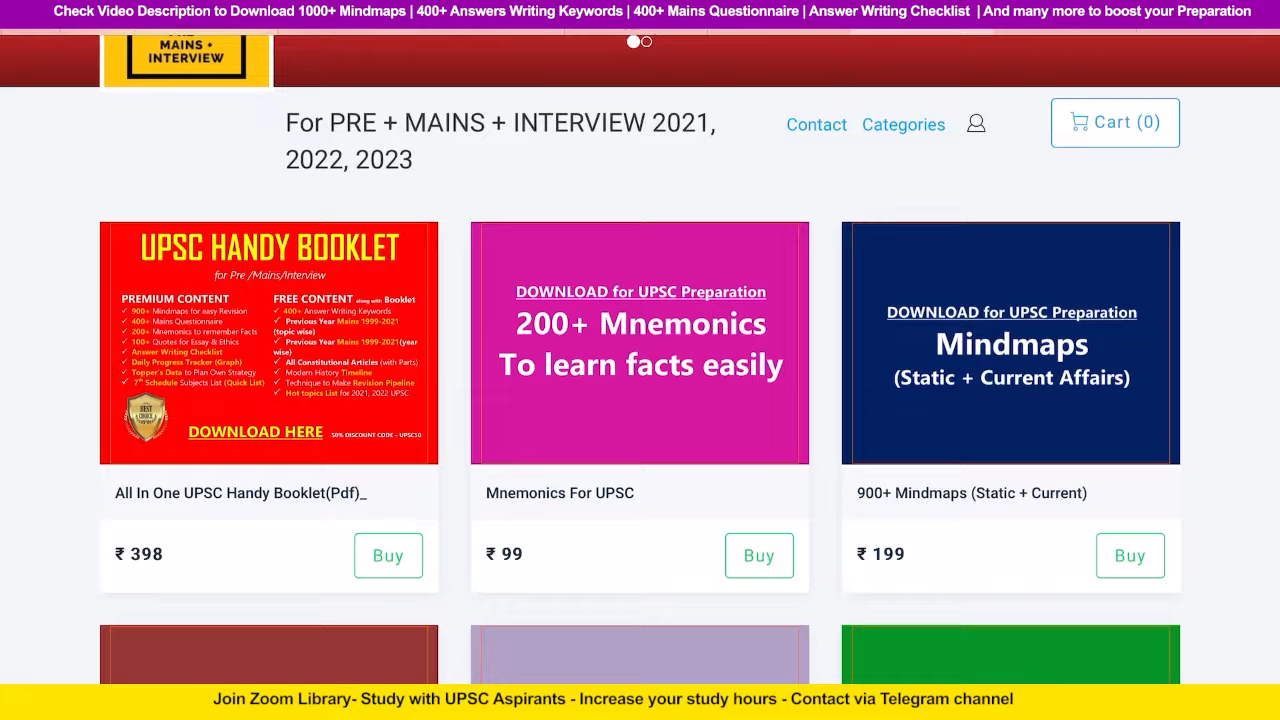 Check Video Description to Download 1000+ Mindmaps | 400+ Answers Writing Keywords | 400+ Mains Questionnaire | Answer Writing Checklist | And many more to boost your Preparation
MAINS +
INTERVIEW
For PRE + MAINS + INTERVIEW 2021,
2022, 2023
Contact Categories
Cart (0)
UPSC HANDY BOOKLET
for Pre /Mains/Interview
PREMIUM CONTENT
✓ 900+ Mindmaps for easy Revision
✓ 400+ Mains Questionnaire
✓ 200+ Mnemonics to remember Facts
✓ 100+ Quotes for Essay & Ethics
✓ Answer Writing Checklist
✓ Daily Progress Tracker (Graph)
✓ Topper's Data to Plan Own Strategy
✓ 7th Schedule Subjects List (Quick List)
FREE CONTENT along with Booklet
✓ 400+ Answer Writing Keywords
✓ Previous Year Mains 1999-2021
(topic wise)
✓ Previous Year Mains 1999-2021(year
wise)
✓ All Constitutional Articles (with Parts)
✓ Modern History Timeline
✓ Technique to Make Revision Pipeline
✓ Hot topics List for 2021, 2022 UPSC
BEST
CHOICE
DOWNLOAD HERE 50% DISCOUNT CODE – UPSC50
All In One UPSC Handy Booklet(Pdf)_
₹ 398
Buy
DOWNLOAD for UPSC Preparation
200+ Mnemonics
To learn facts easily
Mnemonics For UPSC
₹ 99
Buy
DOWNLOAD for UPSC Preparation
Mindmaps
(Static + Current Affairs)
900+ Mindmaps (Static + Current)
₹ 199
Buy
Join Zoom Library- Study with UPSC Aspirants - Increase your study hours - Contact via Telegram channel